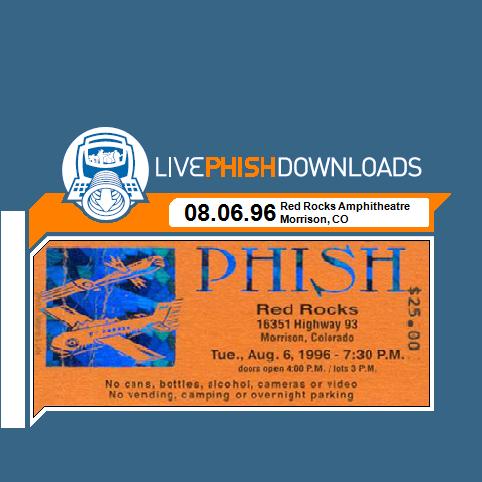 LIVEPHISHDOWNLOADS
08.06.96
Red Rocks Amphitheatre
Morrison, CO
PHISH
Red Rocks
16351 Highway 93
Morrison, Colorado
Tue., Aug. 6, 1996 - 7:30 P.M.
doors open 4:00 P.M. / lots 3 P.M.
No cans, bottles, alcohol, cameras or video
No vending, camping or overnight parking
$25.00